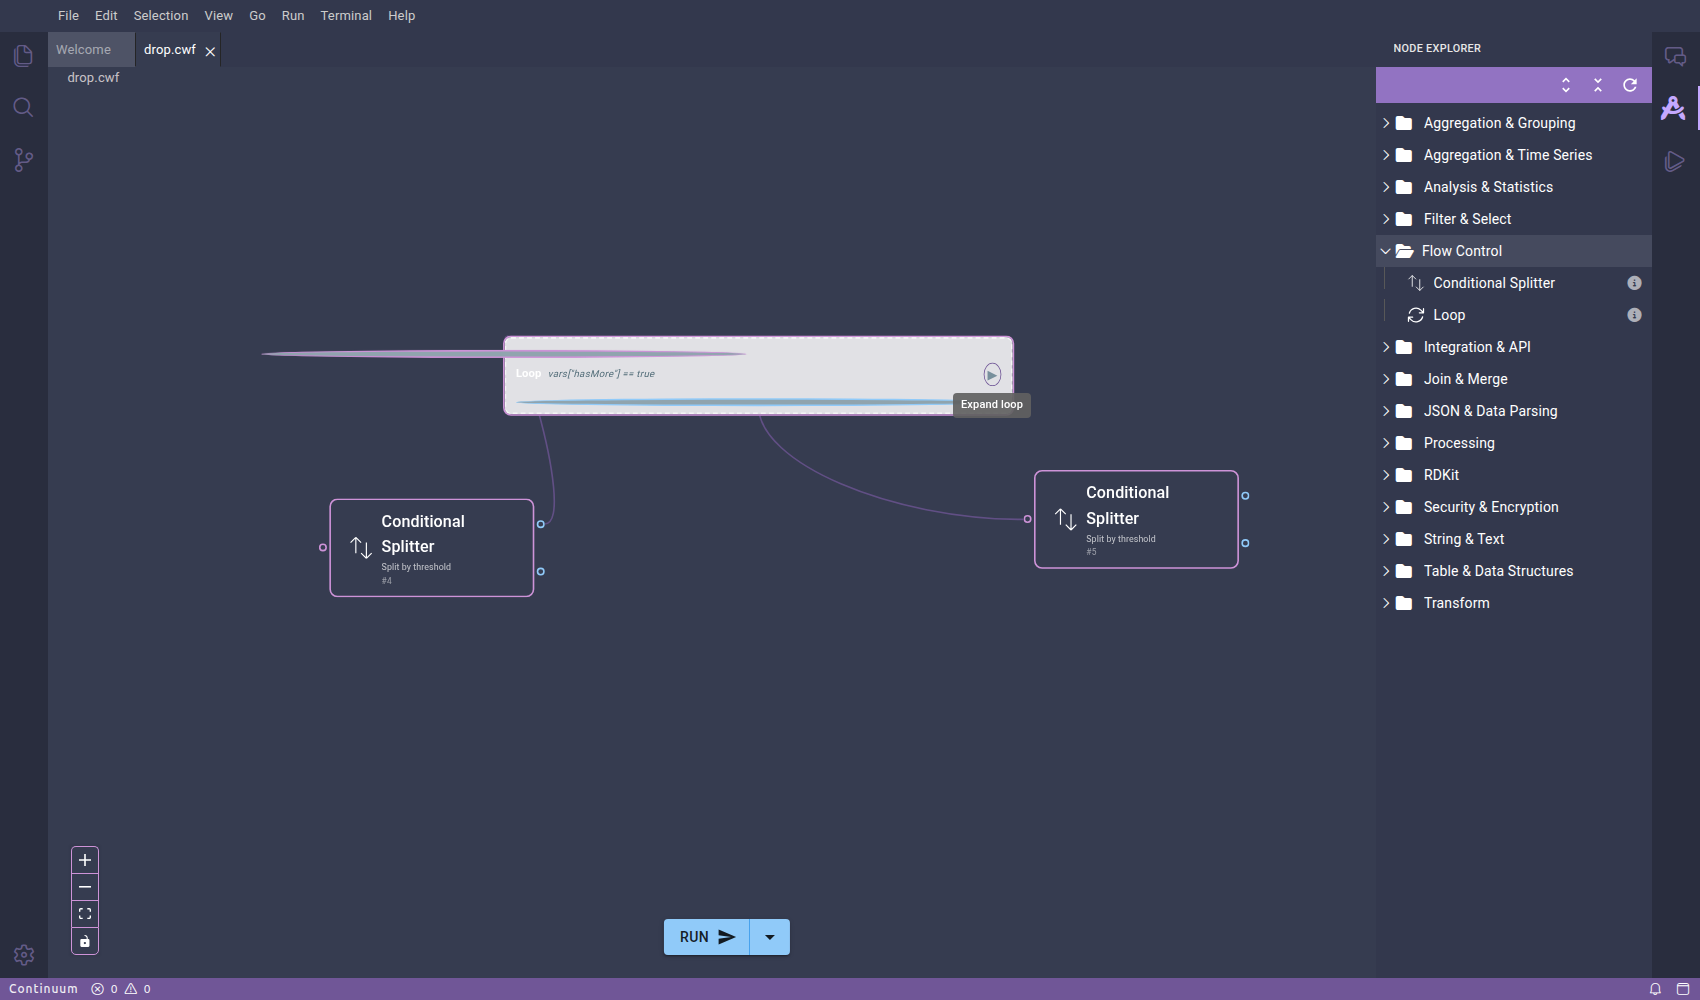 File Edit Selection View Go Run Terminal Help
Welcome drop.cwf
drop.cwf
NODE EXPLORER
Aggregation & Grouping
Aggregation & Time Series
Analysis & Statistics
Filter & Select
Flow Control
Conditional Splitter
Loop
Integration & API
Join & Merge
JSON & Data Parsing
Processing
RDKit
Security & Encryption
String & Text
Table & Data Structures
Transform
Loop vars["hasMore"] == true
Expand loop
Conditional
Splitter
Split by threshold
#4
Conditional
Splitter
Split by threshold
#5
RUN
Continuum 0 0